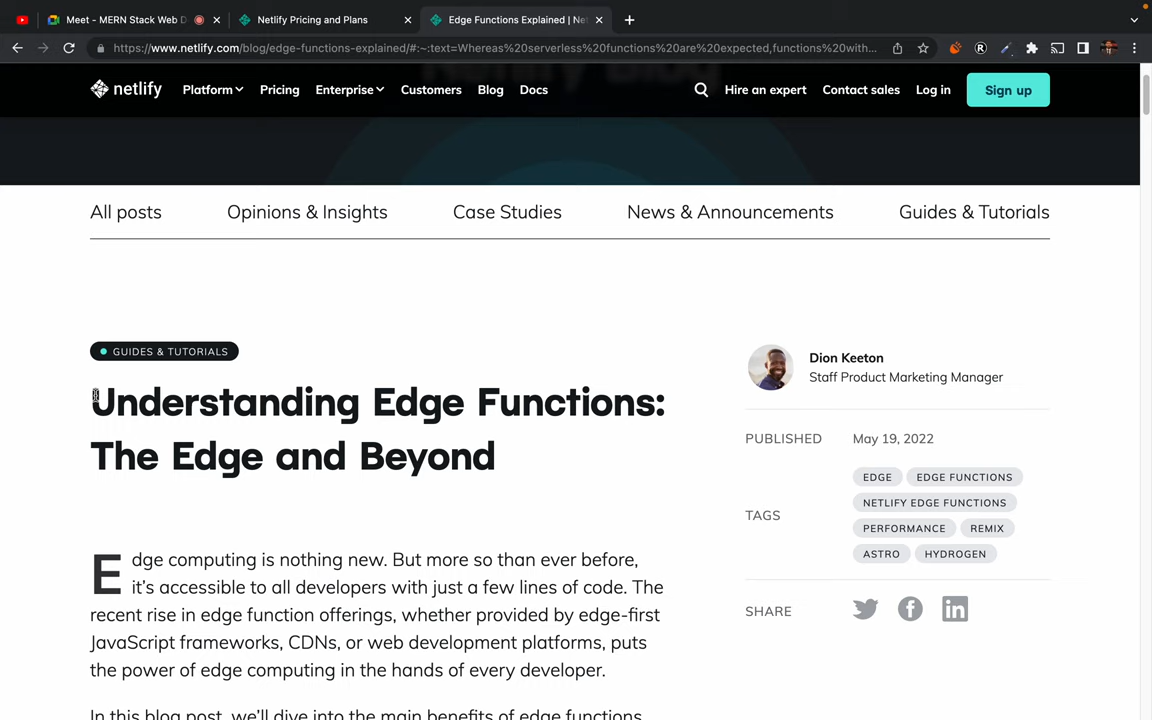 Meet - MERN Stack Web D
Netlify Pricing and Plans
Edge Functions Explained | Net
https://www.netlify.com/blog/edge-functions-explained/#:~:text=Whereas%20serverless%20functions%20are%20expected,functions%20with...
netlify
Platform
Pricing
Enterprise
Customers
Blog
Docs
Hire an expert
Contact sales
Log in
Sign up
Netlify Blog
All posts
Opinions & Insights
Case Studies
News & Announcements
Guides & Tutorials
GUIDES & TUTORIALS
Understanding Edge Functions:
The Edge and Beyond
Edge computing is nothing new. But more so than ever before,
it's accessible to all developers with just a few lines of code. The
recent rise in edge function offerings, whether provided by edge-first
JavaScript frameworks, CDNs, or web development platforms, puts
the power of edge computing in the hands of every developer.
In this blog post, we'll dive into the main benefits of edge functions
Dion Keeton
Staff Product Marketing Manager
PUBLISHED May 19, 2022
TAGS
EDGE EDGE FUNCTIONS
NETLIFY EDGE FUNCTIONS
PERFORMANCE REMIX
ASTRO HYDROGEN
SHARE